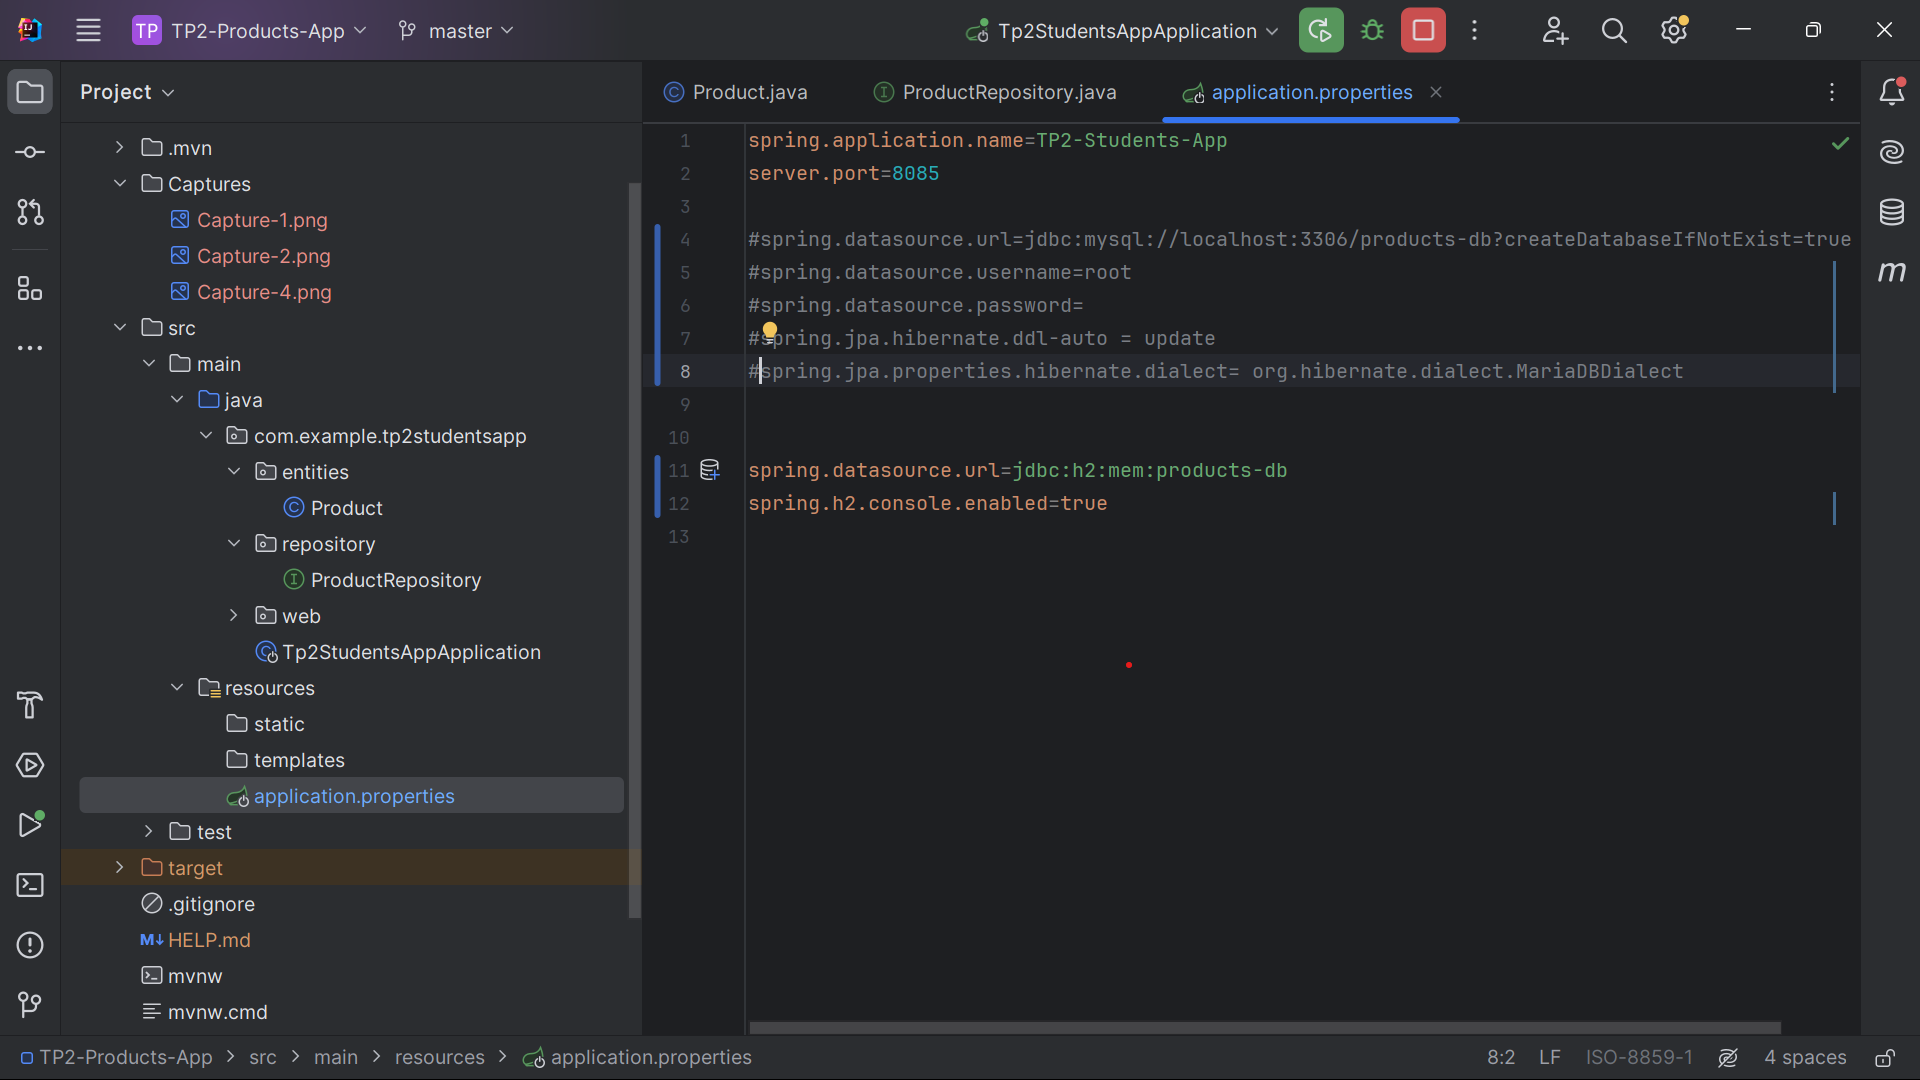 TP TP2-Products-App master Tp2StudentsAppApplication
Project
Product.java ProductRepository.java application.properties
.mvn
Captures
Capture-1.png
Capture-2.png
Capture-4.png
src
main
java
com.example.tp2studentsapp
entities
Product
repository
ProductRepository
web
Tp2StudentsAppApplication
resources
static
templates
application.properties
test
target
.gitignore
M↓ HELP.md
mvnw
mvnw.cmd
1 spring.application.name=TP2-Students-App
2 server.port=8085
3
4 #spring.datasource.url=jdbc:mysql://localhost:3306/products-db?createDatabaseIfNotExist=true
5 #spring.datasource.username=root
6 #spring.datasource.password=
7 #spring.jpa.hibernate.ddl-auto = update
8 #spring.jpa.properties.hibernate.dialect= org.hibernate.dialect.MariaDBDialect
9
10
11 spring.datasource.url=jdbc:h2:mem:products-db
12 spring.h2.console.enabled=true
13
m
TP2-Products-App > src > main > resources > application.properties
8:2 LF ISO-8859-1 4 spaces